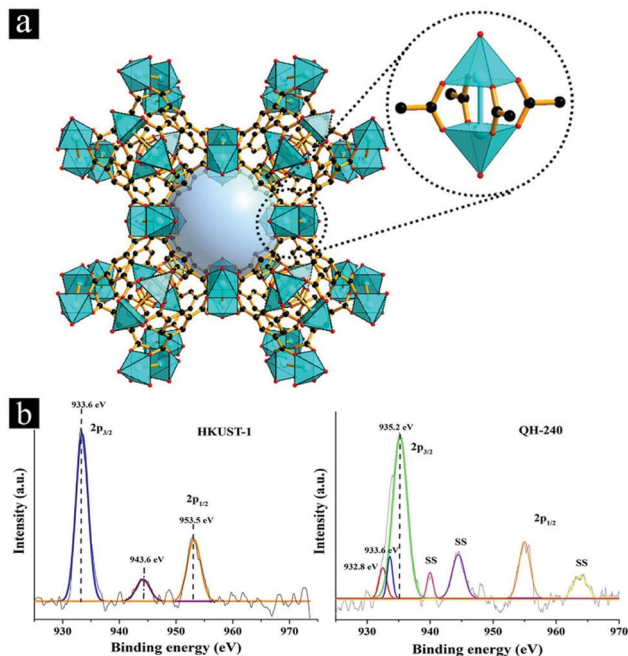 a
b
933.6 eV
2p3/2
HKUST-1
2p1/2
953.5 eV
943.6 eV
Intensity (a.u.)
930 940 950 960 970
Binding energy (eV)
935.2 eV
QH-240
2p3/2
2p1/2
SS
SS
SS
933.6 eV
932.8 eV
Intensity (a.u.)
930 940 950 960 970
Binding energy (eV)